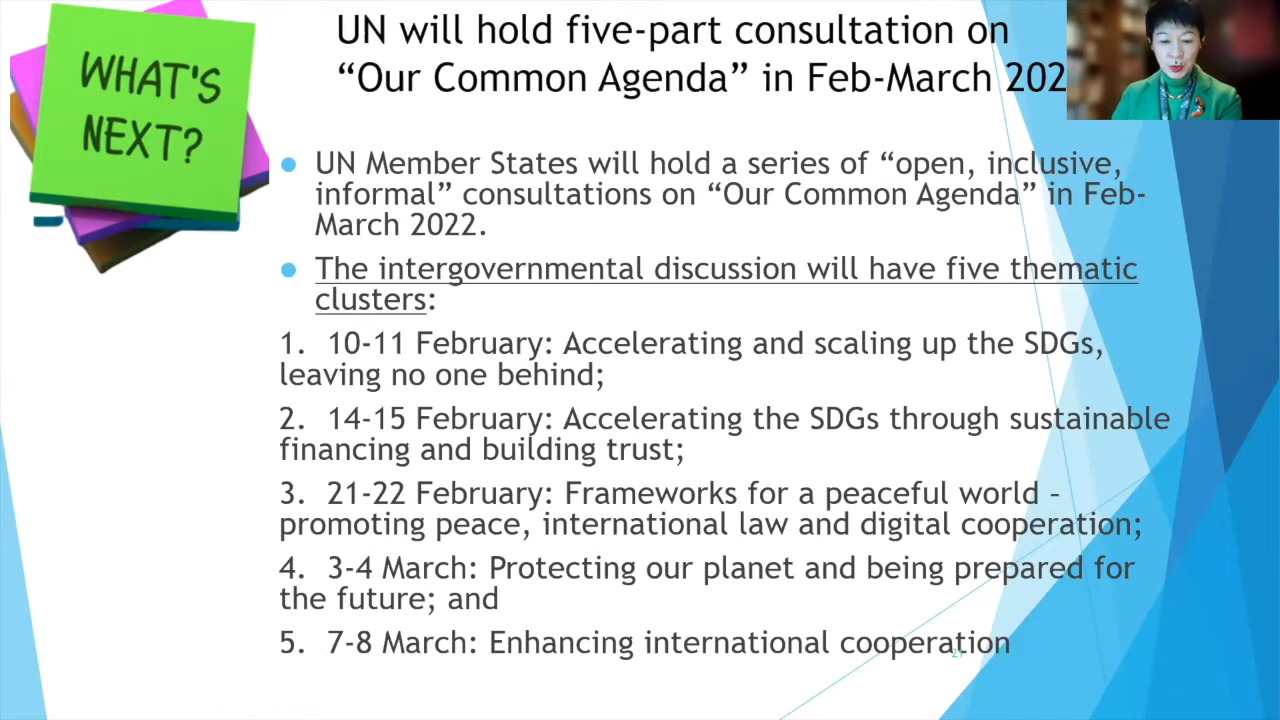 WHAT'S
NEXT?
UN will hold five-part consultation on
“Our Common Agenda” in Feb-March 202
UN Member States will hold a series of “open, inclusive,
informal” consultations on “Our Common Agenda” in Feb-
March 2022.
The intergovernmental discussion will have five thematic
clusters:
1. 10-11 February: Accelerating and scaling up the SDGs,
leaving no one behind;
2. 14-15 February: Accelerating the SDGs through sustainable
financing and building trust;
3. 21-22 February: Frameworks for a peaceful world –
promoting peace, international law and digital cooperation;
4. 3-4 March: Protecting our planet and being prepared for
the future; and
5. 7-8 March: Enhancing international cooperation